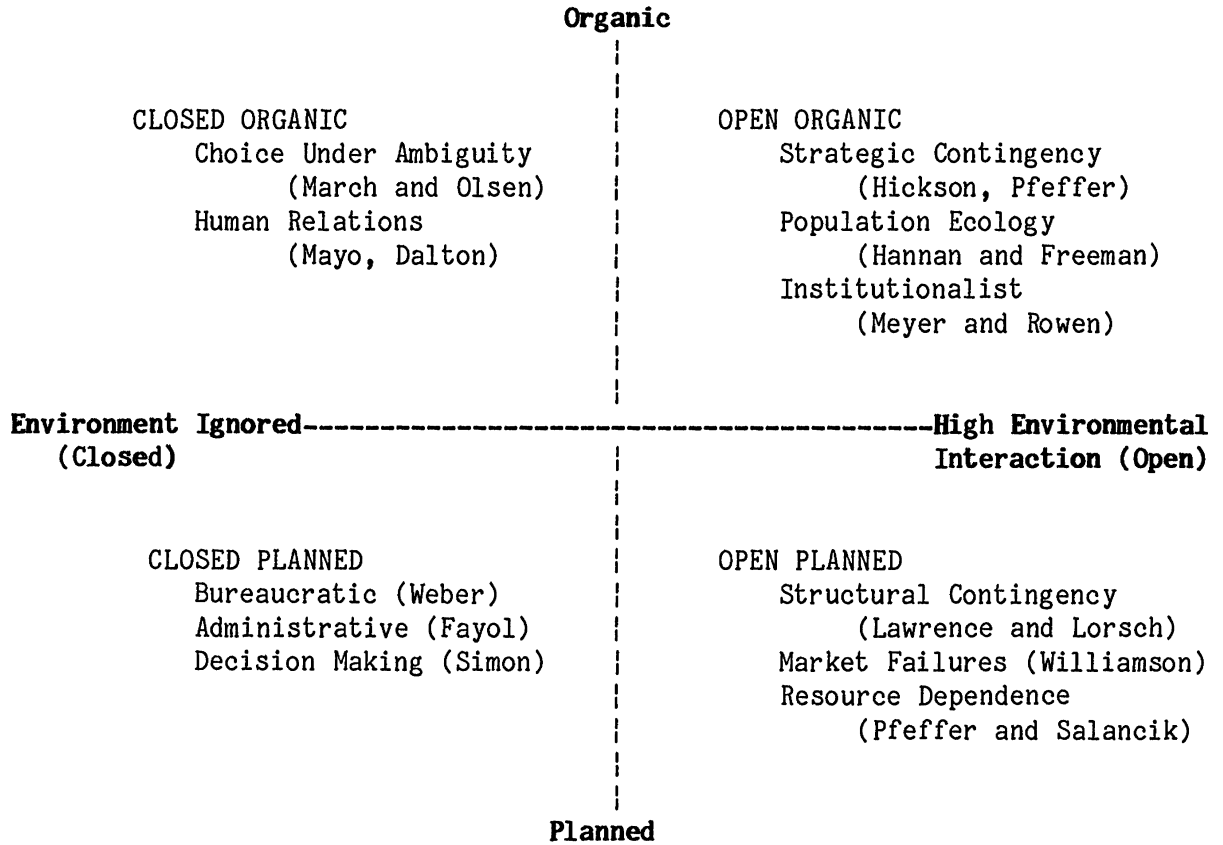 Organic
CLOSED ORGANIC
Choice Under Ambiguity
(March and Olsen)
Human Relations
(Mayo, Dalton)
OPEN ORGANIC
Strategic Contingency
(Hickson, Pfeffer)
Population Ecology
(Hannan and Freeman)
Institutionalist
(Meyer and Rowen)
Environment Ignored
(Closed)
High Environmental
Interaction (Open)
CLOSED PLANNED
Bureaucratic (Weber)
Administrative (Fayol)
Decision Making (Simon)
OPEN PLANNED
Structural Contingency
(Lawrence and Lorsch)
Market Failures (Williamson)
Resource Dependence
(Pfeffer and Salancik)
Planned